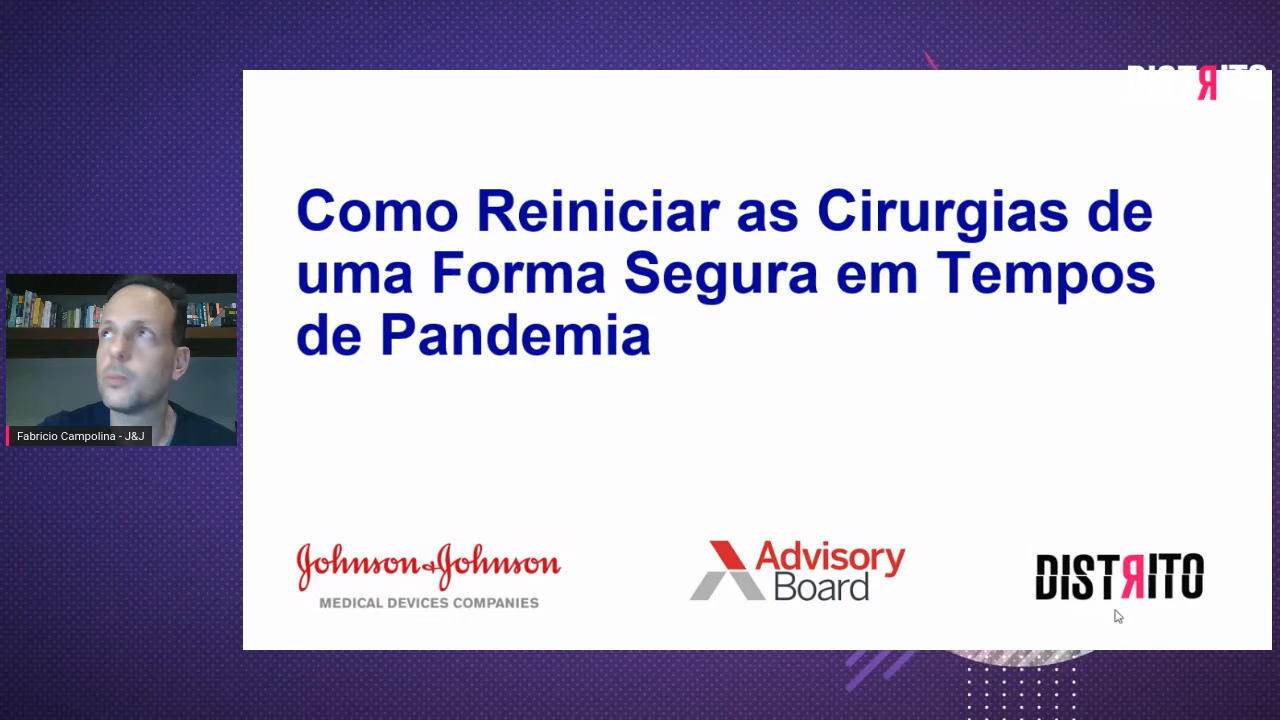 DISTRITO
Como Reiniciar as Cirurgias de
uma Forma Segura em Tempos
de Pandemia
Fabricio Campolina - J&J
Johnson & Johnson
MEDICAL DEVICES COMPANIES
Advisory
Board
DISTRITO